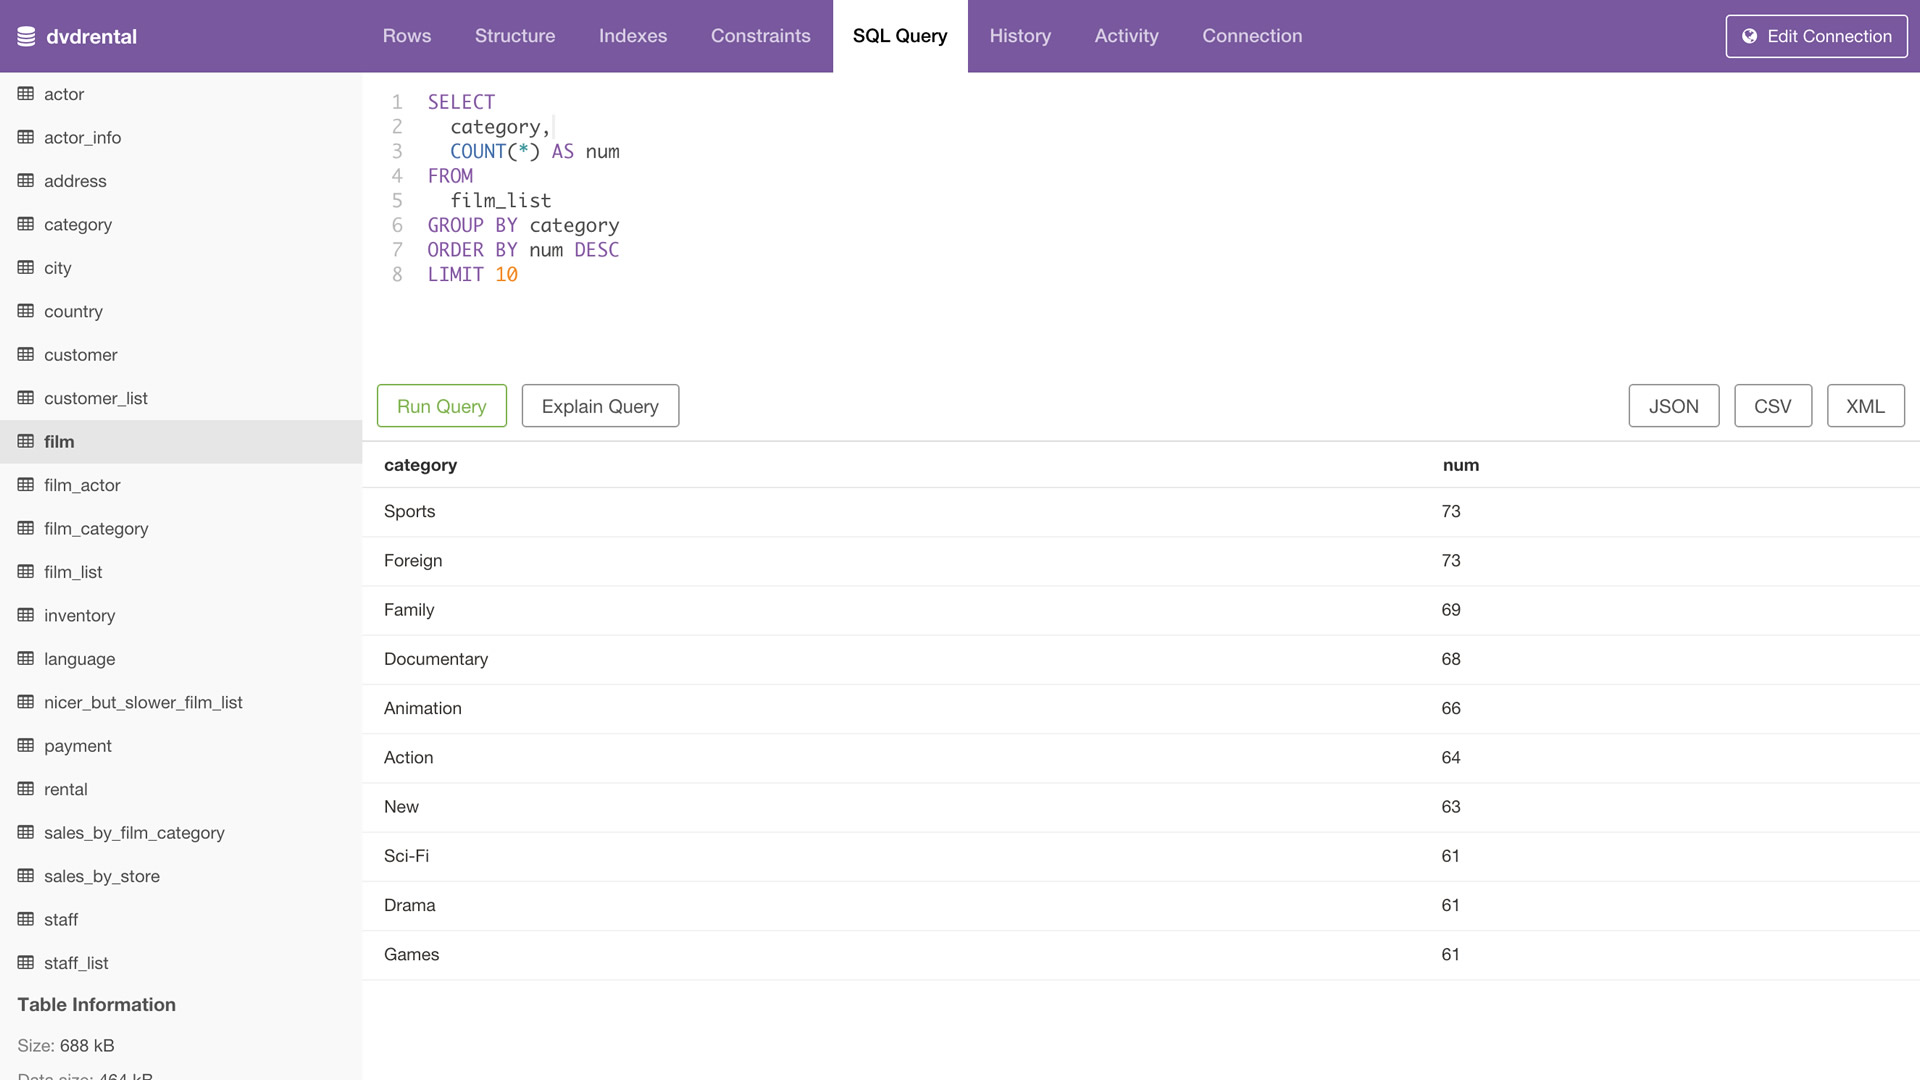 dvdrental
Rows Structure Indexes Constraints SQL Query History Activity Connection Edit Connection
actor
actor_info
address
category
city
country
customer
customer_list
film
film_actor
film_category
film_list
inventory
language
nicer_but_slower_film_list
payment
rental
sales_by_film_category
sales_by_store
staff
staff_list
Table Information
Size: 688 kB
Data size: 464 kB
1 SELECT
2 category,
3 COUNT(*) AS num
4 FROM
5 film_list
6 GROUP BY category
7 ORDER BY num DESC
8 LIMIT 10
Run Query Explain Query JSON CSV XML
category num
Sports 73
Foreign 73
Family 69
Documentary 68
Animation 66
Action 64
New 63
Sci-Fi 61
Drama 61
Games 61